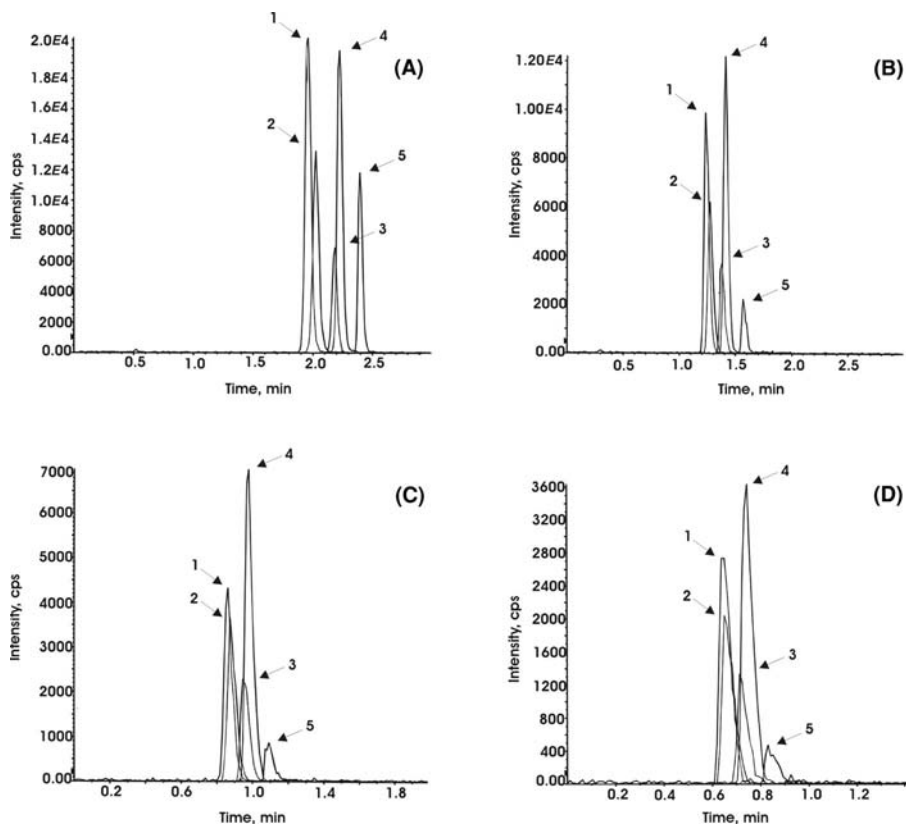 (A)
1
4
2
5
3
2.0E4
1.8E4
1.6E4
1.4E4
1.2E4
1.0E4
8000
6000
4000
2000
0.00
0.5 1.0 1.5 2.0 2.5
Intensity, cps
Time, min
(B)
4
1
2
3
5
1.20E4
1.00E4
8000
6000
4000
2000
0.00
0.5 1.0 1.5 2.0 2.5
Intensity, cps
Time, min
(C)
4
1
2
3
5
7000
6000
5000
4000
3000
2000
1000
0.00
0.2 0.6 1.0 1.4 1.8
Intensity, cps
Time, min
(D)
4
1
2
3
5
3600
3200
2800
2400
2000
1600
1200
800
400
0.00
0.2 0.4 0.6 0.8 1.0 1.2
Intensity, cps
Time, min